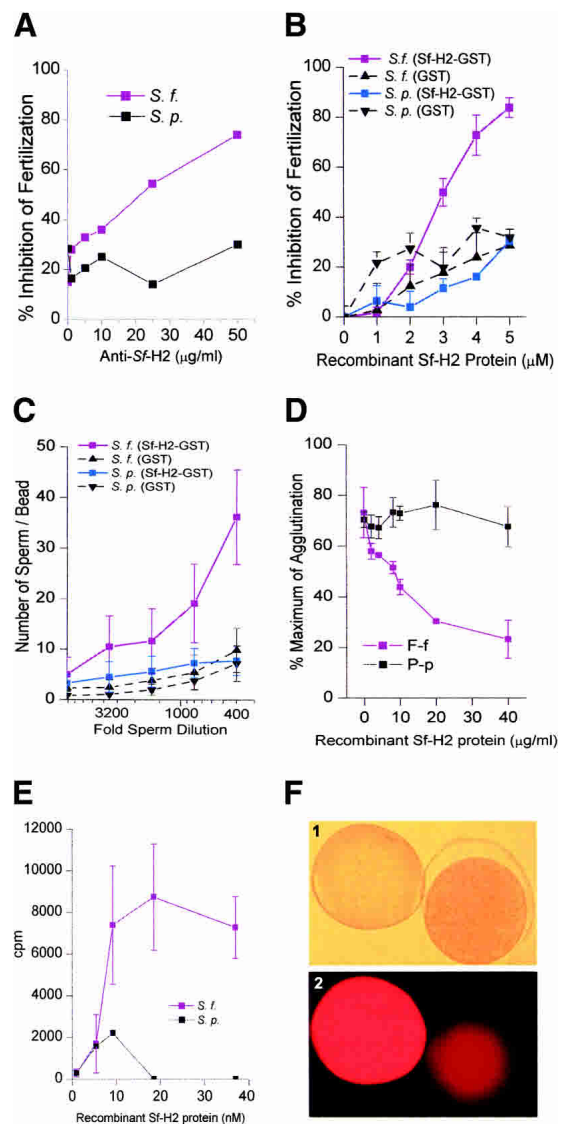 A
100
80
60
40
20
0
% Inhibition of Fertilization
S. f.
S. p.
0 10 20 30 40 50
Anti-Sf-H2 (μg/ml)
B
S.f. (Sf-H2-GST)
S. f. (GST)
S. p. (Sf-H2-GST)
S. p. (GST)
100
80
60
40
20
0
% Inhibition of Fertilization
0 1 2 3 4 5
Recombinant Sf-H2 Protein (μM)
C
S. f. (Sf-H2-GST)
S. f. (GST)
S. p. (Sf-H2-GST)
S. p. (GST)
50
40
30
20
10
0
Number of Sperm / Bead
3200 1000 400
Fold Sperm Dilution
D
100
80
60
40
20
0
% Maximum of Agglutination
F-f
P-p
0 10 20 30 40
Recombinant Sf-H2 protein (μg/ml)
E
12000
10000
8000
6000
4000
2000
0
cpm
S. f.
S. p.
0 10 20 30 40
Recombinant Sf-H2 protein (nM)
F
1
2